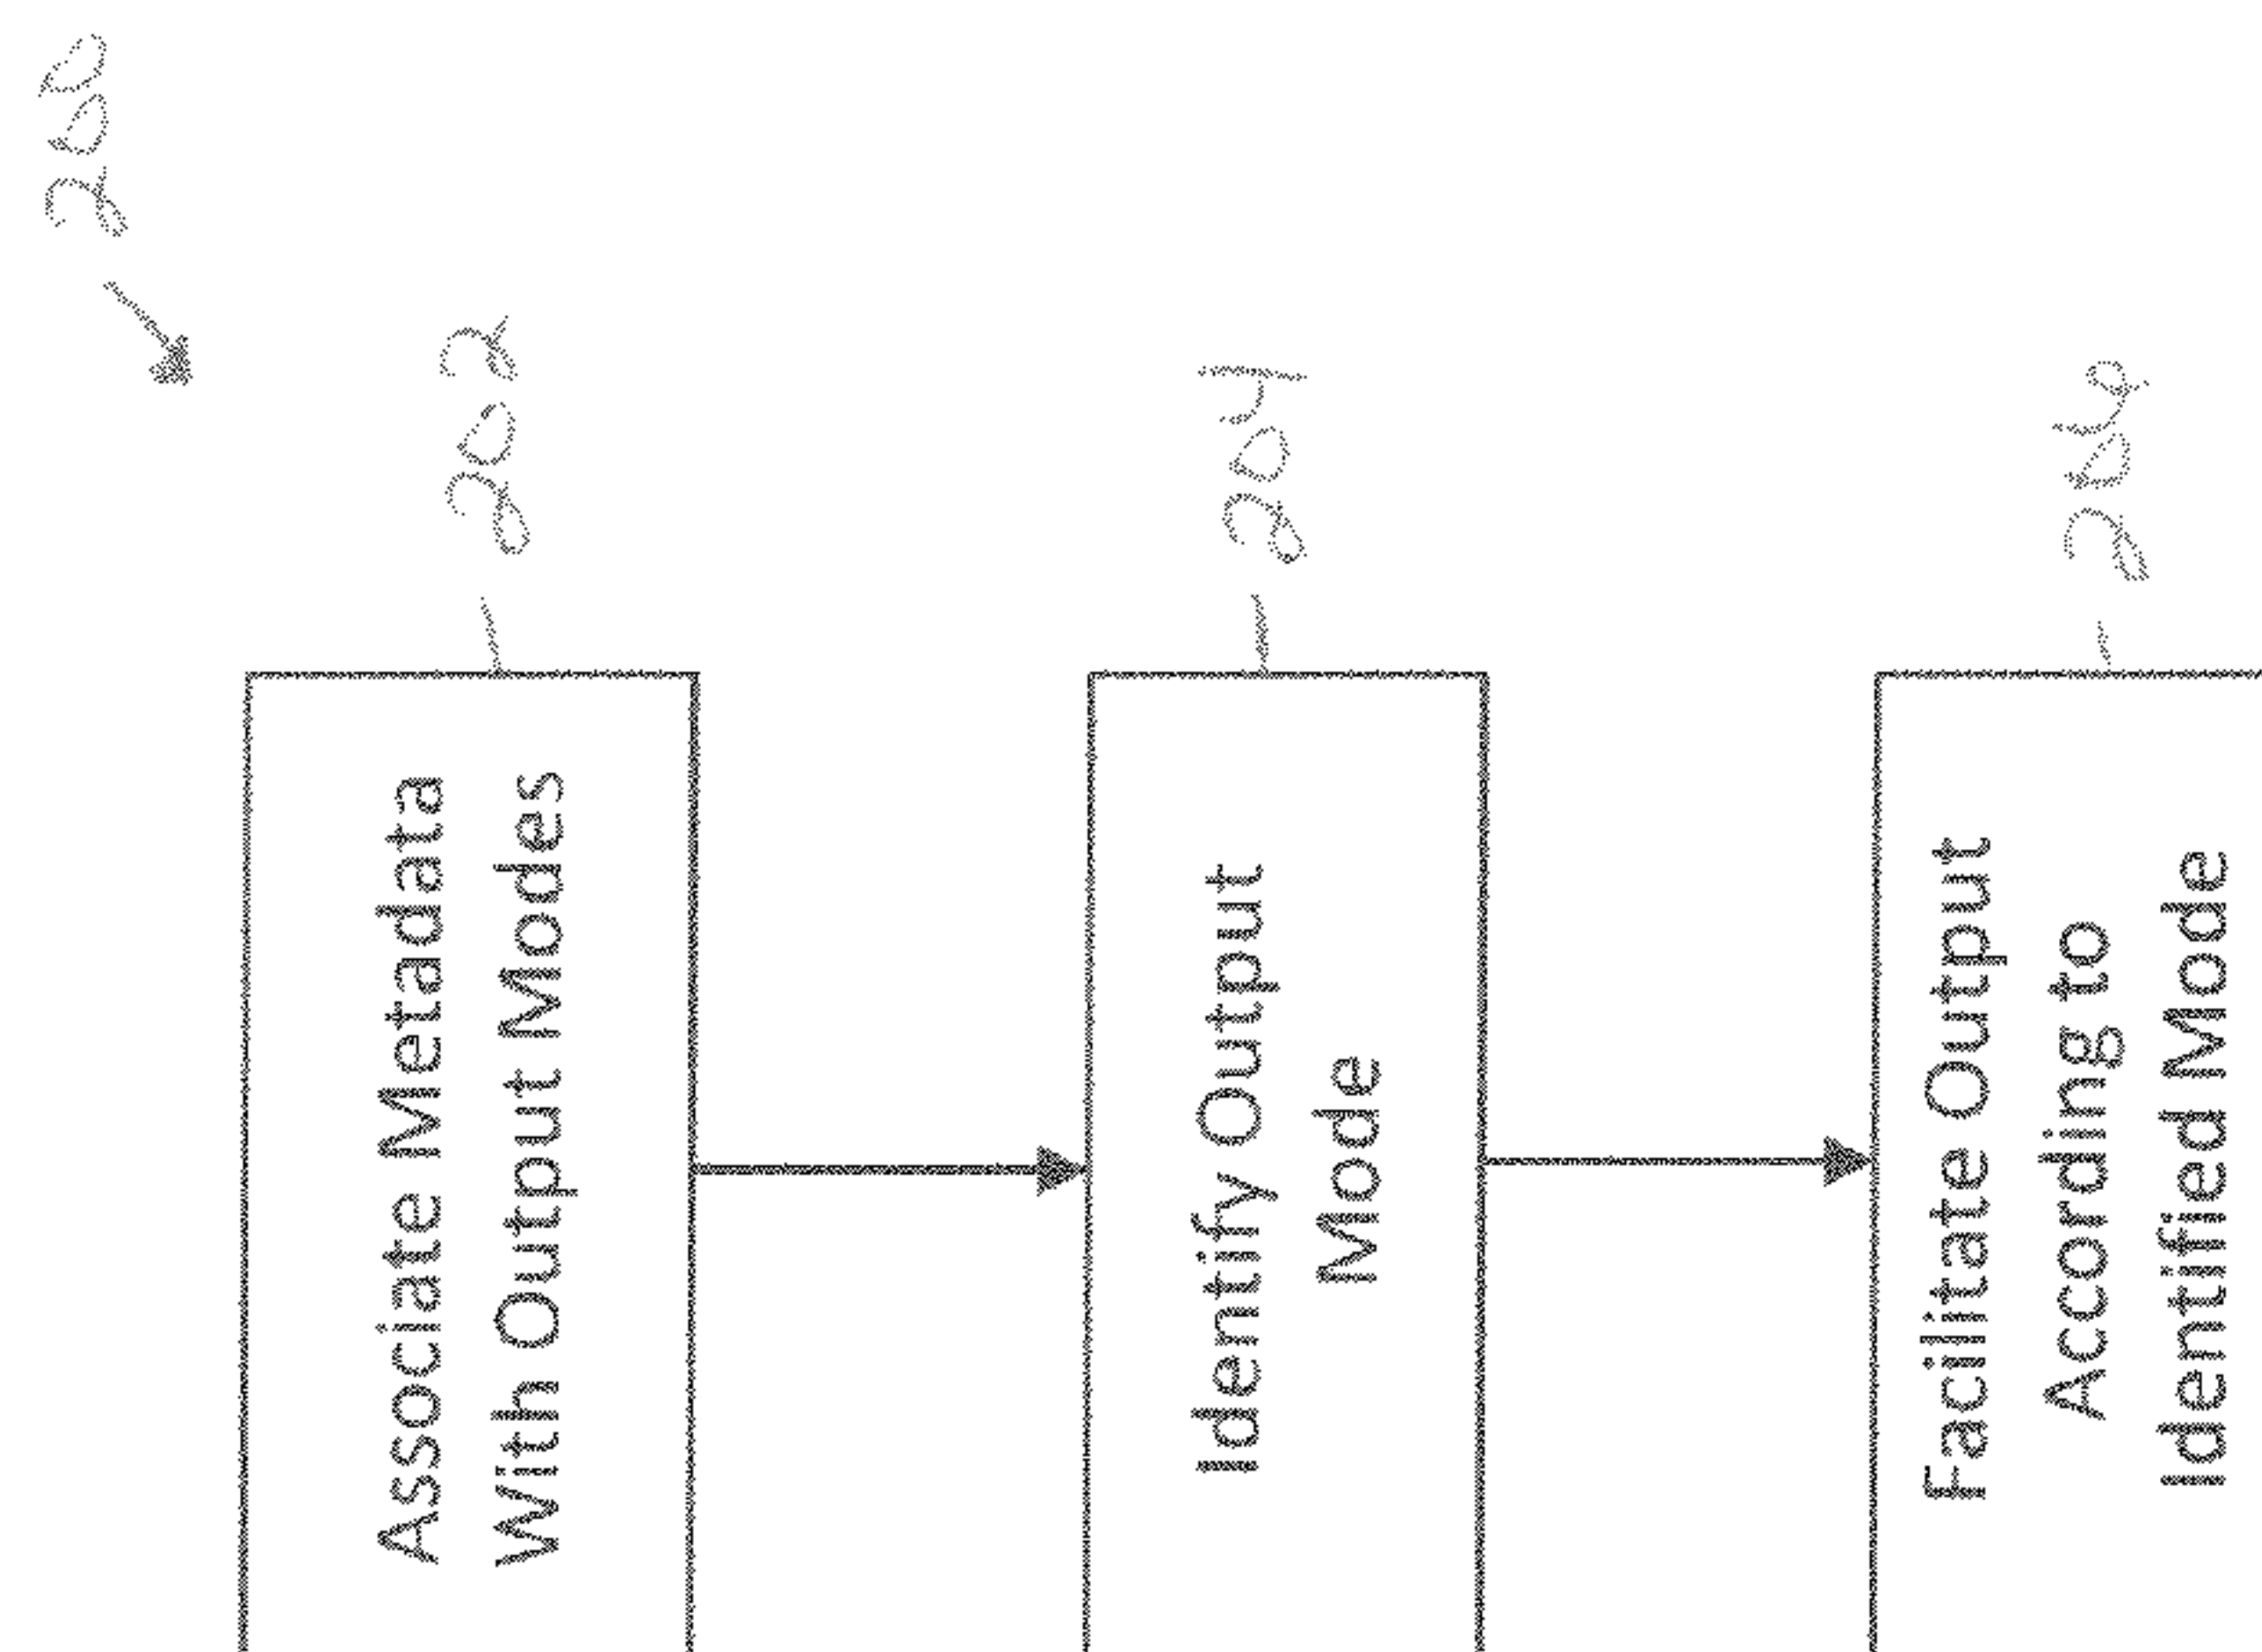 200
202
Associate Metadata
With Output Modes
204
Identify Output
Mode
206
Facilitate Output
According to
Identified Mode